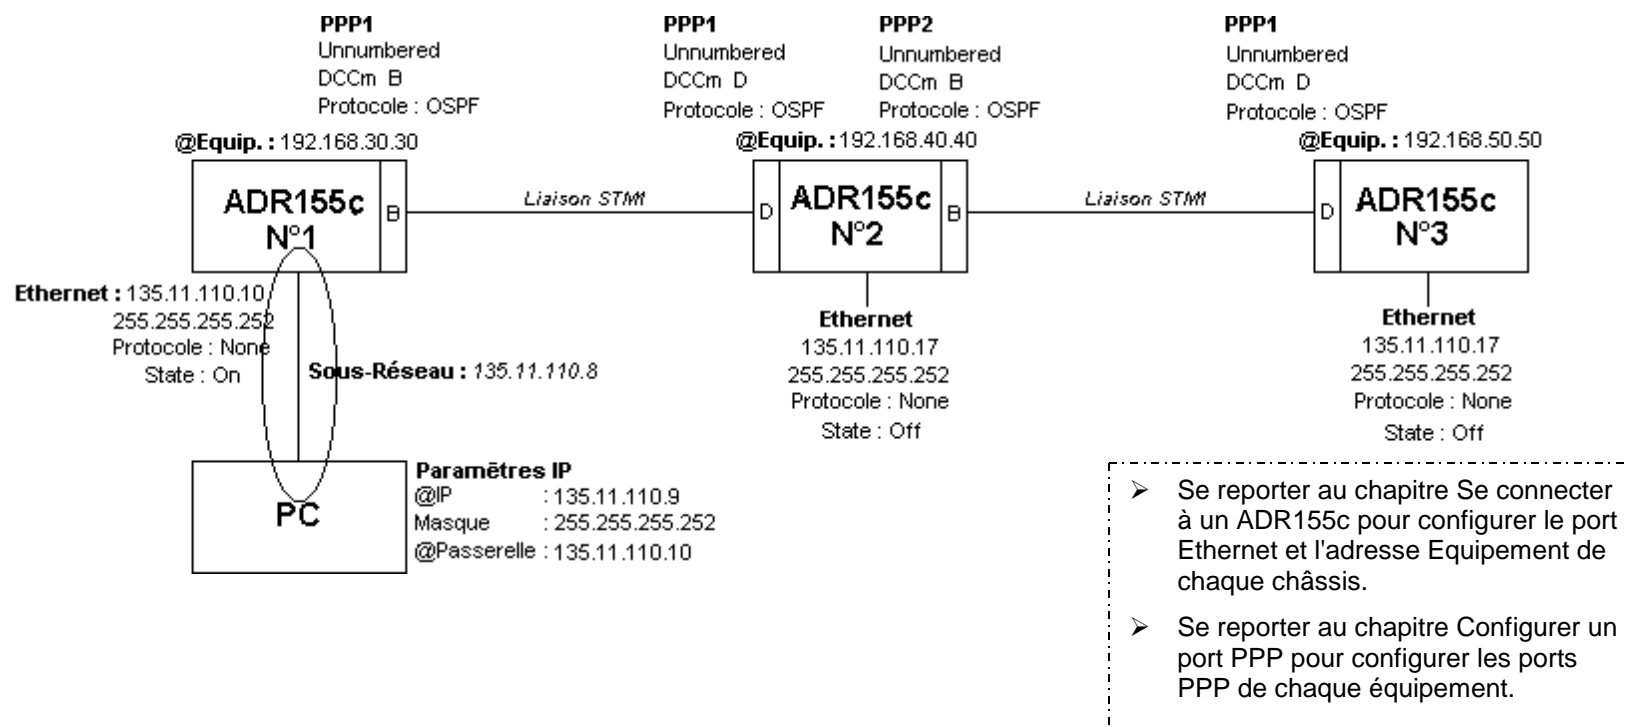 PPP1
Unnumbered
DCCm B
Protocole : OSPF
PPP1
Unnumbered
DCCm D
Protocole : OSPF
PPP2
Unnumbered
DCCm B
Protocole : OSPF
PPP1
Unnumbered
DCCm D
Protocole : OSPF
@Equip. : 192.168.30.30
@Equip. : 192.168.40.40
@Equip. : 192.168.50.50
ADR155c
N°1
B
Liaison STM1
D
ADR155c
N°2
B
Liaison STM1
D
ADR155c
N°3
Ethernet : 135.11.110.10
255.255.255.252
Protocole : None
State : On
Sous-Réseau : 135.11.110.8
Ethernet
135.11.110.17
255.255.255.252
Protocole : None
State : Off
Ethernet
135.11.110.17
255.255.255.252
Protocole : None
State : Off
PC
Paramètres IP
@IP : 135.11.110.9
Masque : 255.255.255.252
@Passerelle : 135.11.110.10
➢ Se reporter au chapitre Se connecter
à un ADR155c pour configurer le port
Ethernet et l'adresse Equipement de
chaque châssis.
➢ Se reporter au chapitre Configurer un
port PPP pour configurer les ports
PPP de chaque équipement.